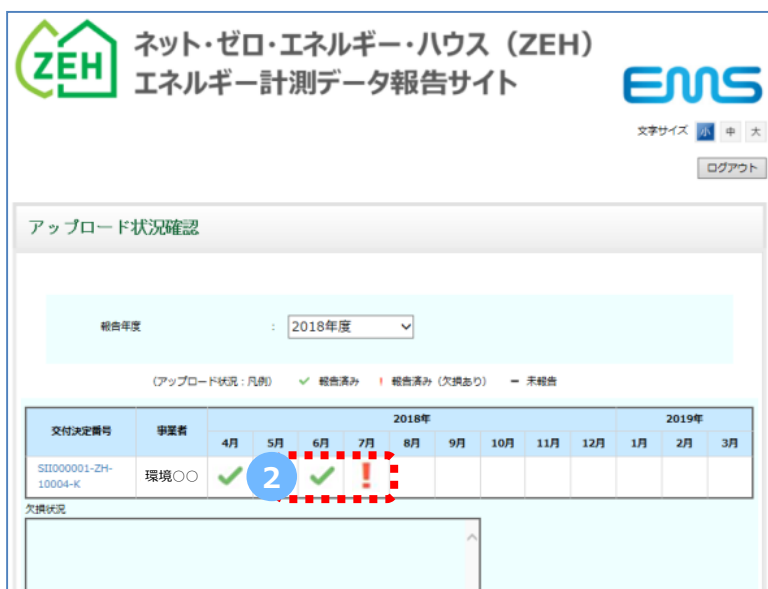 ZEH
ネット・ゼロ・エネルギー・ハウス（ZEH）
エネルギー計測データ報告サイト
EMS
文字サイズ 小 中 大
ログアウト
アップロード状況確認
報告年度 : 2018年度
(アップロード状況：凡例) ✓ 報告済み ! 報告済み（欠損あり） － 未報告
交付決定番号 事業者 2018年 2019年
4月 5月 6月 7月 8月 9月 10月 11月 12月 1月 2月 3月
SII000001-ZH-
10004-K
環境○○
2
欠損状況